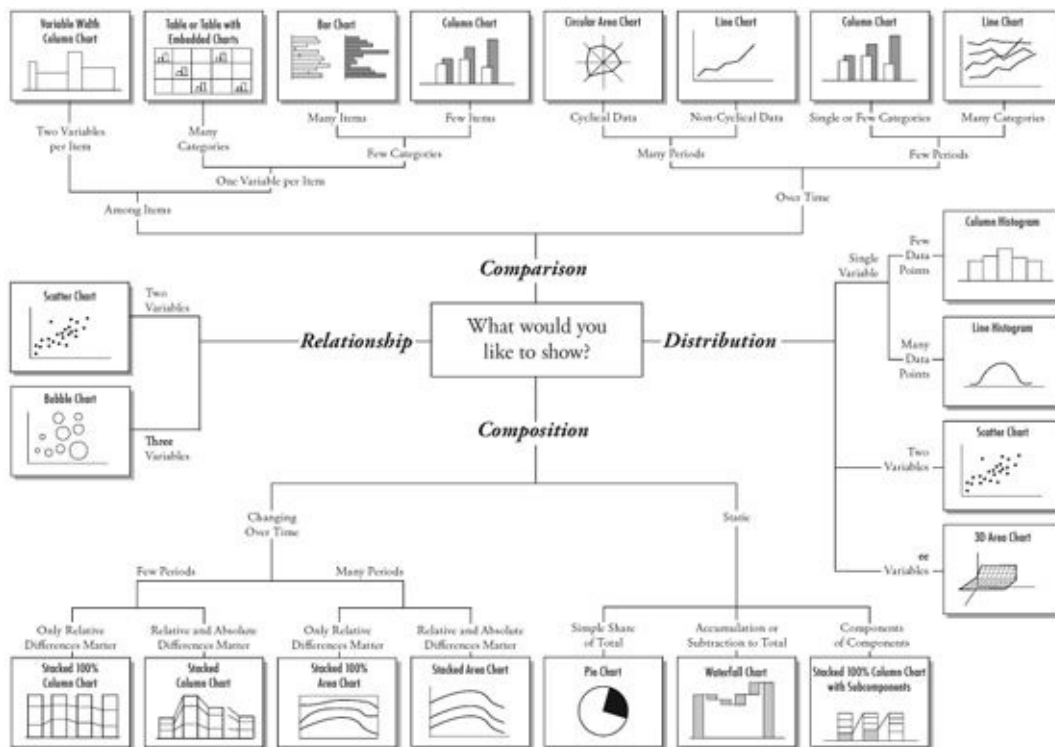 Variable Width
Column Chart
Table or Table with
Embedded Charts
Bar Chart
Column Chart
Circular Area Chart
Line Chart
Column Chart
Line Chart
Two Variables
per Item
Many
Categories
Many Items
Few Items
Cyclical Data
Non-Cyclical Data
Single or Few Categories
Many Categories
Few Categories
Many Periods
Few Periods
One Variable per Item
Among Items
Over Time
Comparison
What would you
like to show?
Relationship
Two
Variables
Scatter Chart
Three
Variables
Bubble Chart
Distribution
Single
Variable
Few
Data
Points
Column Histogram
Many
Data
Points
Line Histogram
Two
Variables
Scatter Chart
ee
Variables
3D Area Chart
Composition
Changing
Over Time
Static
Few Periods
Many Periods
Only Relative
Differences Matter
Relative and Absolute
Differences Matter
Only Relative
Differences Matter
Relative and Absolute
Differences Matter
Simple Share
of Total
Accumulation or
Subtraction to Total
Components
of Components
Stacked 100%
Column Chart
Stacked
Column Chart
Stacked 100%
Area Chart
Stacked Area Chart
Pie Chart
Waterfall Chart
Stacked 100% Column Chart
with Subcomponents